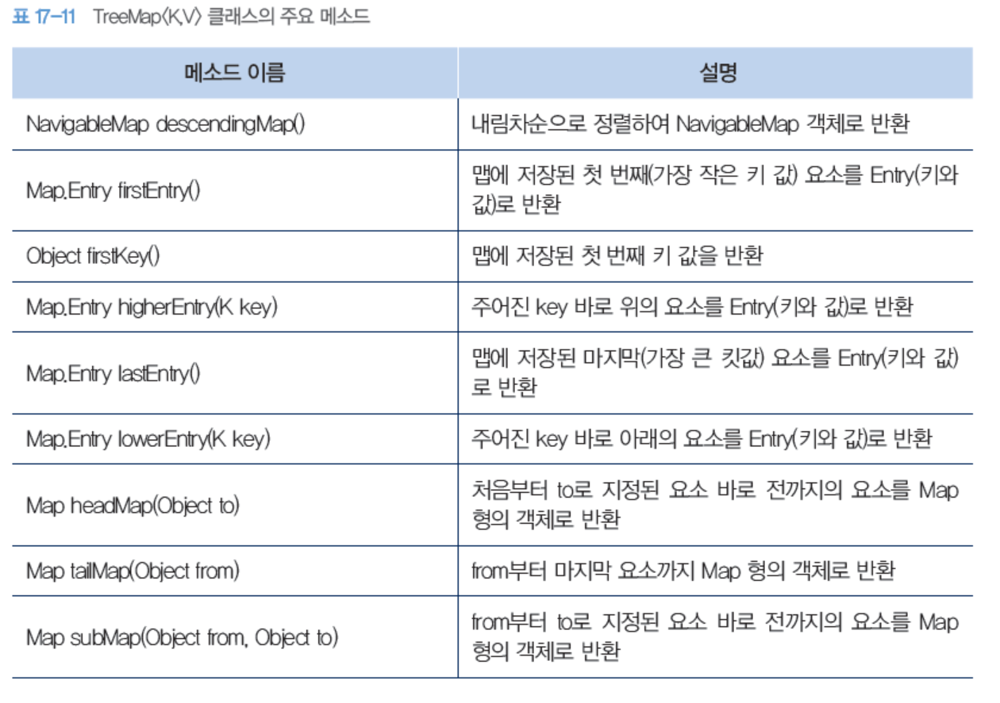 표 17-11 TreeMap〈K,V〉 클래스의 주요 메소드
메소드 이름 설명
NavigableMap descendingMap() 내림차순으로 정렬하여 NavigableMap 객체로 반환
Map.Entry firstEntry() 맵에 저장된 첫 번째(가장 작은 키 값) 요소를 Entry(키와
값)로 반환
Object firstKey() 맵에 저장된 첫 번째 키 값을 반환
Map.Entry higherEntry(K key) 주어진 key 바로 위의 요소를 Entry(키와 값)로 반환
Map.Entry lastEntry() 맵에 저장된 마지막(가장 큰 킷값) 요소를 Entry(키와 값)
로 반환
Map.Entry lowerEntry(K key) 주어진 key 바로 아래의 요소를 Entry(키와 값)로 반환
Map headMap(Object to) 처음부터 to로 지정된 요소 바로 전까지의 요소를 Map
형의 객체로 반환
Map tailMap(Object from) from부터 마지막 요소까지 Map 형의 객체로 반환
Map subMap(Object from, Object to) from부터 to로 지정된 요소 바로 전까지의 요소를 Map
형의 객체로 반환